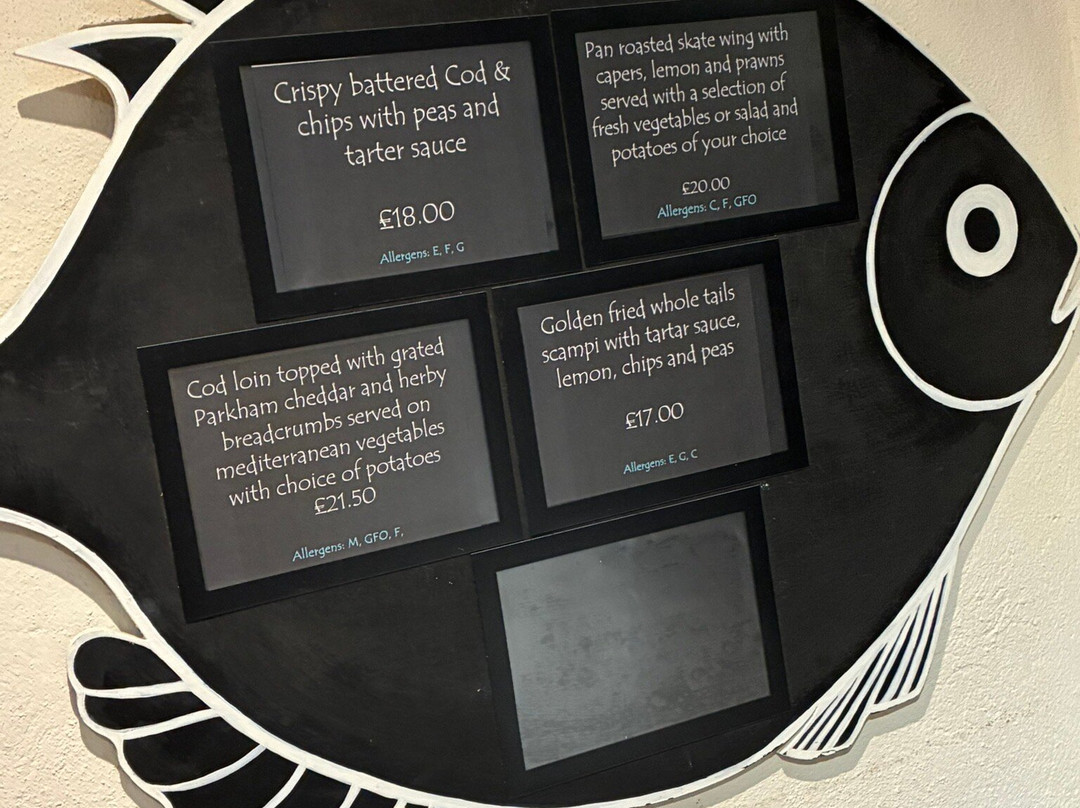 Crispy battered Cod &
chips with peas and
tarter sauce
£18.00
Allergens: E, F, G
Pan roasted skate wing with
capers, lemon and prawns
served with a selection of
fresh vegetables or salad and
potatoes of your choice
£20.00
Allergens: C, F, GFO
Cod loin topped with grated
Parkham cheddar and herby
breadcrumbs served on
mediterranean vegetables
with choice of potatoes
£21.50
Allergens: M, GFO, F,
Golden fried whole tails
scampi with tartar sauce,
lemon, chips and peas
£17.00
Allergens: E, G, C